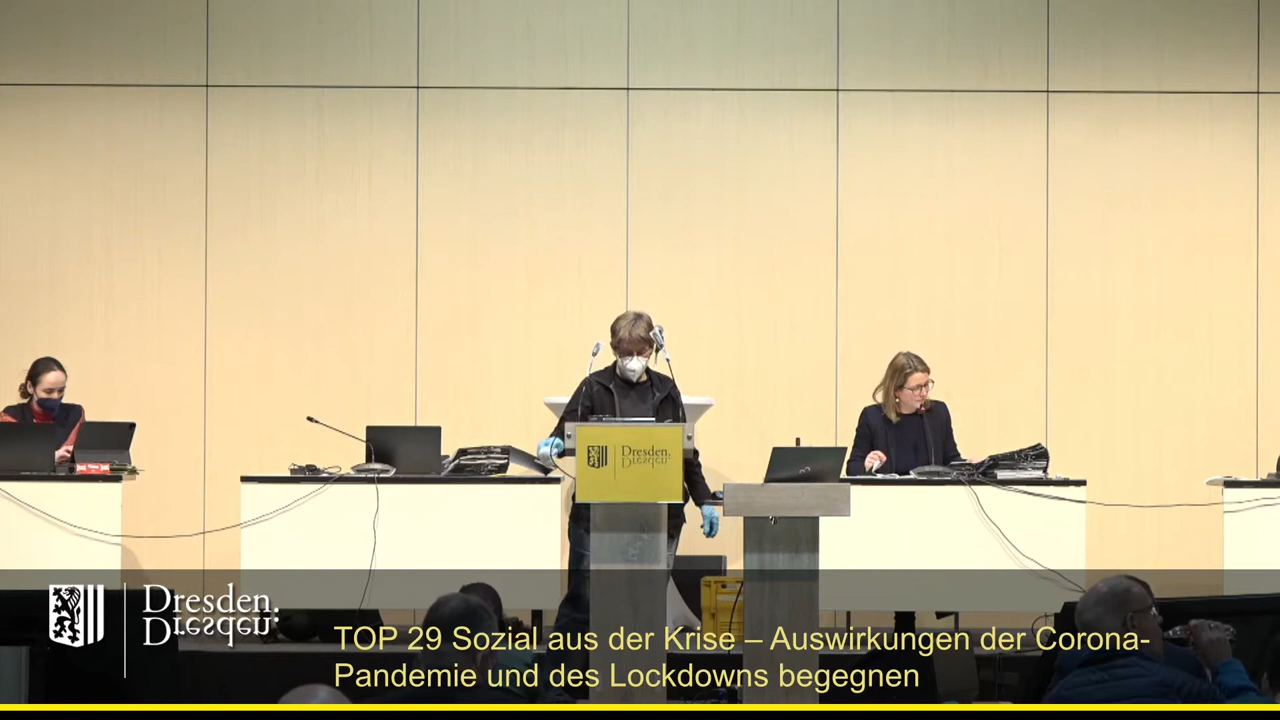 Dresden.
Dresden.
Dresden.
Dresden.
TOP 29 Sozial aus der Krise – Auswirkungen der Corona-
Pandemie und des Lockdowns begegnen